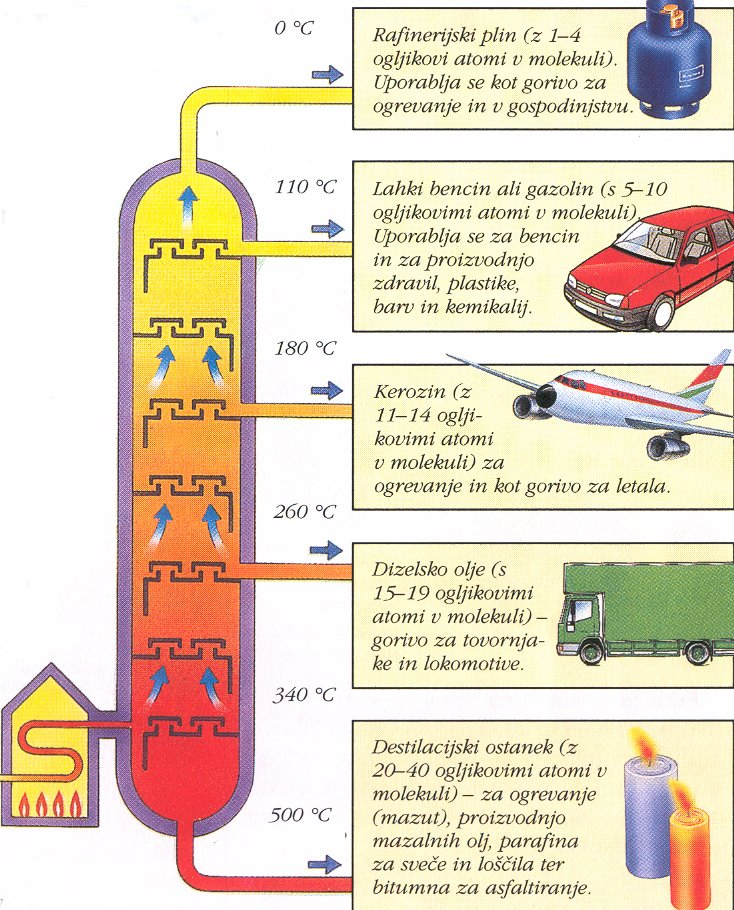 0 °C
Rafinerijski plin (z 1–4
ogljikovi atomi v molekuli).
Uporablja se kot gorivo za
ogrevanje in v gospodinjstvu.
110 °C
Lahki bencin ali gazolin (s 5–10
ogljikovimi atomi v molekuli).
Uporablja se za bencin
in za proizvodnjo
zdravil, plastike,
barv in kemikalij.
180 °C
Kerozin (z
11–14 oglji-
kovimi atomi
v molekuli) za
ogrevanje in kot gorivo za letala.
260 °C
Dizelsko olje (s
15–19 ogljikovimi
atomi v molekuli) –
gorivo za tovornja-
ke in lokomotive.
340 °C
Destilacijski ostanek (z
20–40 ogljikovimi atomi v
molekuli) – za ogrevanje
(mazut), proizvodnjo
mazalnih olj, parafina
za sveče in loščila ter
bitumna za asfaltiranje.
500 °C